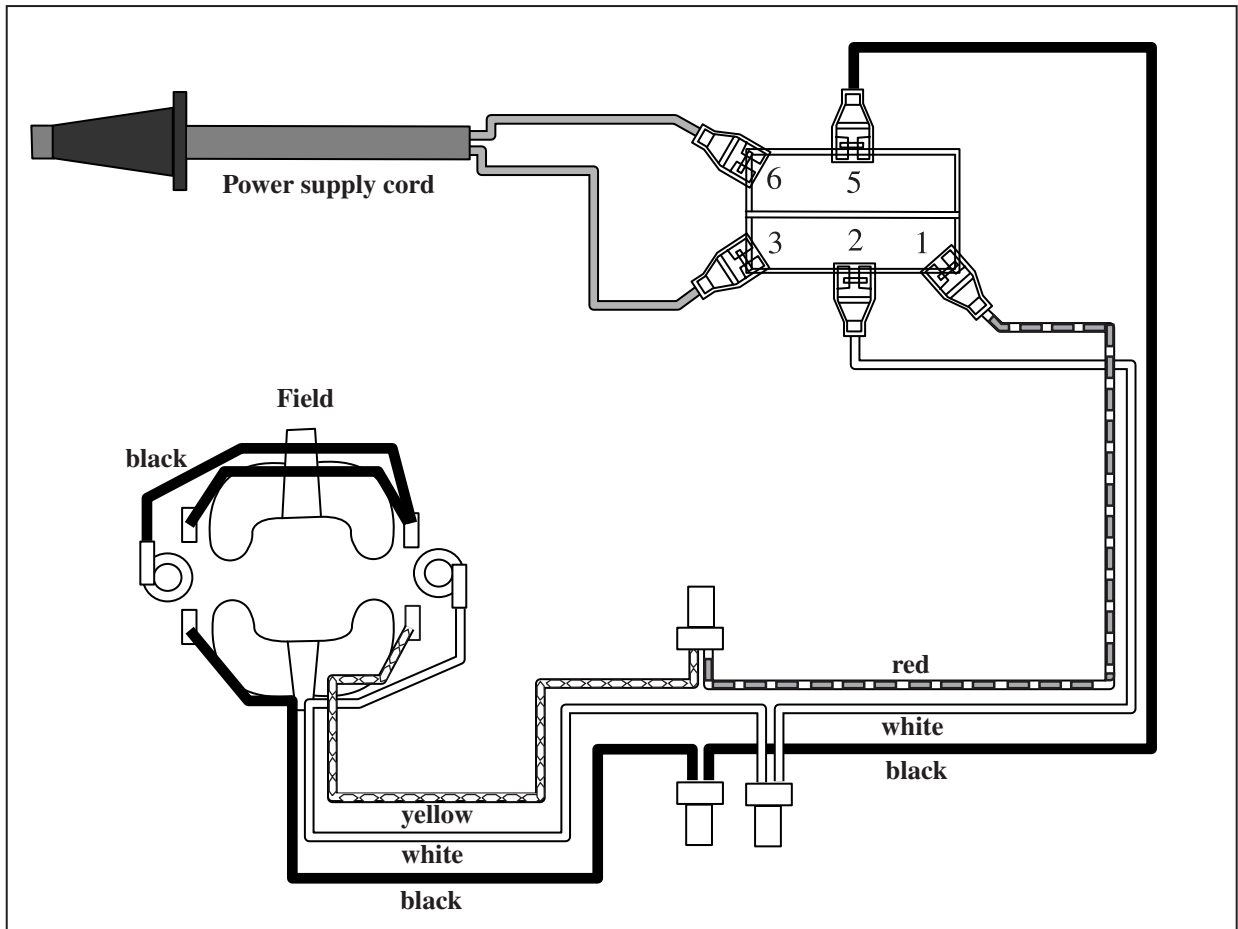 Power supply cord
6
5
3
2
1
Field
black
red
white
black
yellow
white
black